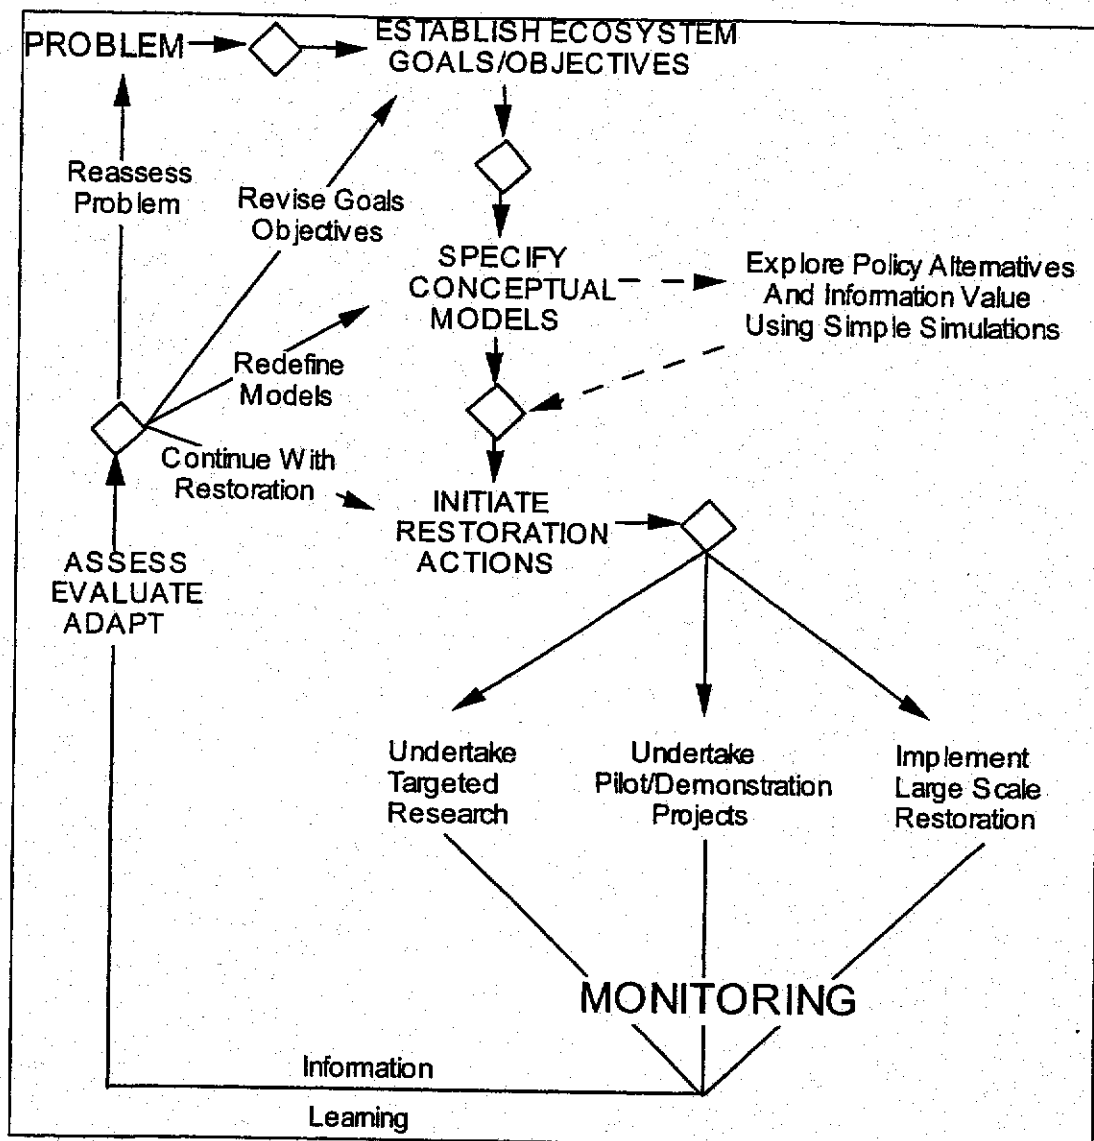 PROBLEM
ESTABLISH ECOSYSTEM
GOALS/OBJECTIVES
Reassess
Problem
Revise Goals
Objectives
SPECIFY
CONCEPTUAL
MODELS
Explore Policy Alternatives
And Information Value
Using Simple Simulations
Redefine
Models
Continue With
Restoration
INITIATE
RESTORATION
ACTIONS
ASSESS
EVALUATE
ADAPT
Undertake
Targeted
Research
Undertake
Pilot/Demonstration
Projects
Implement
Large Scale
Restoration
MONITORING
Information
Learning